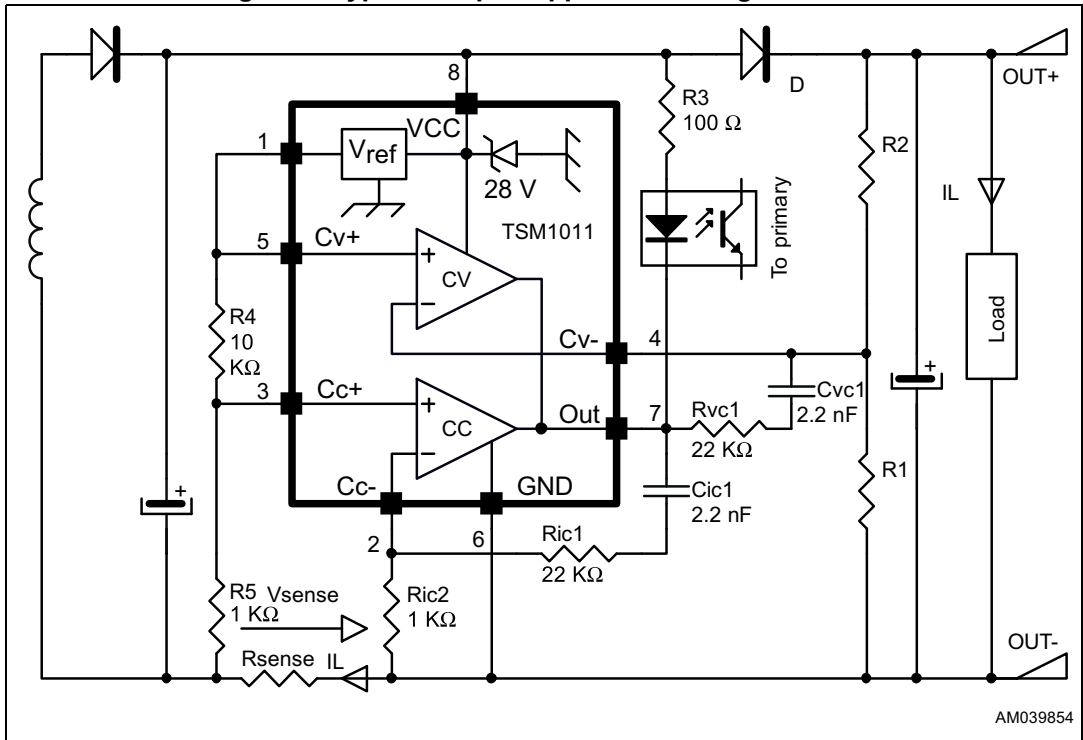 OUT+
D
R3
100 Ω
R2
8
VCC
1
Vref
28 V
TSM1011
To primary
IL
5
Cv+
CV
Load
R4
10
KΩ
Cv-
4
3
Cc+
CC
Out
7
Rvc1
22 KΩ
Cvc1
2.2 nF
Cc-
GND
Cic1
2.2 nF
R1
2
6
Ric1
22 KΩ
R5
1 KΩ
Vsense
Ric2
1 KΩ
Rsense
IL
OUT-
AM039854